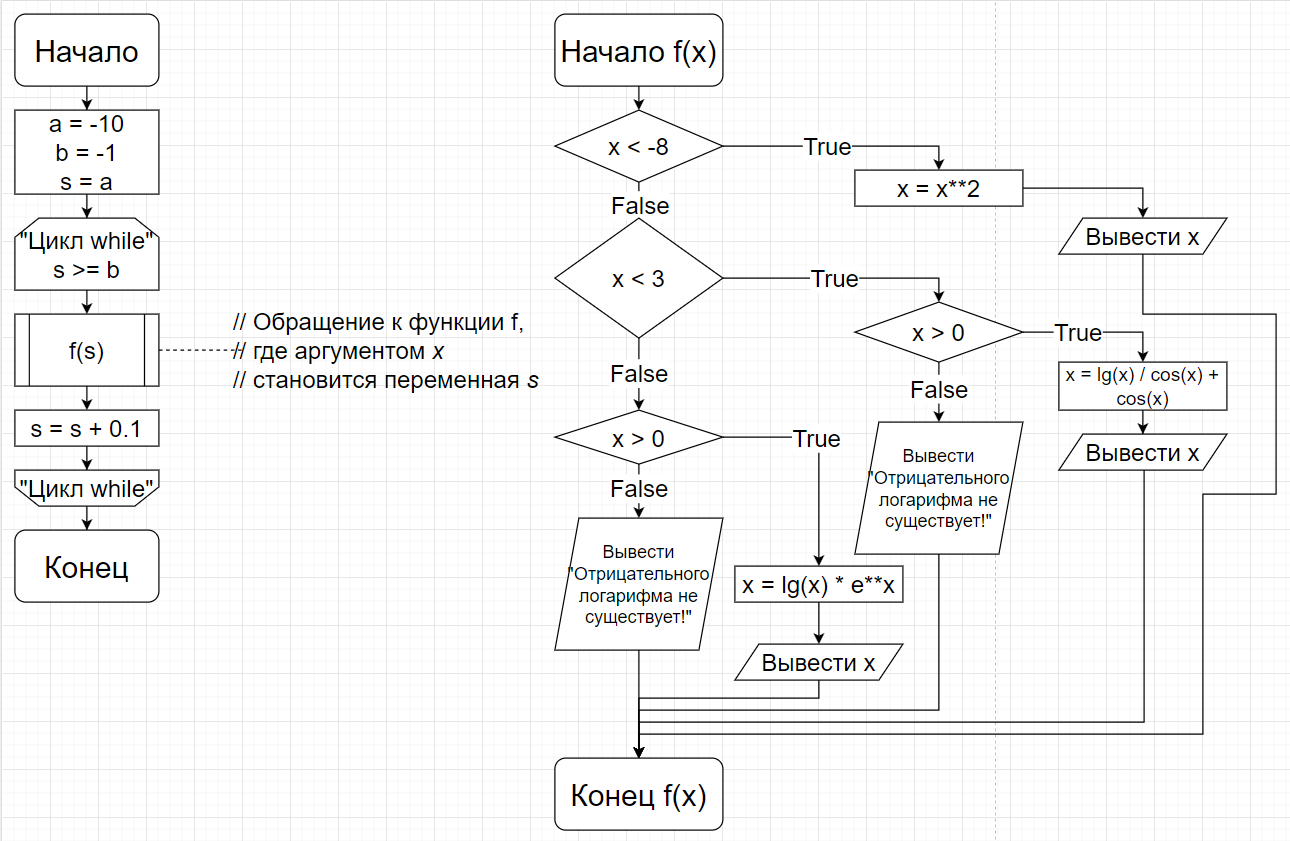 Начало
a = -10
b = -1
s = a
"Цикл while"
s >= b
f(s)
// Обращение к функции f,
// где аргументом x
// становится переменная s
s = s + 0.1
"Цикл while"
Конец
Начало f(x)
x < -8
True
x = x**2
Вывести x
False
x < 3
True
x > 0
True
x = lg(x) / cos(x) +
cos(x)
Вывести x
False
Вывести
"Отрицательного
логарифма не
существует!"
False
x > 0
True
x = lg(x) * e**x
Вывести x
False
Вывести
"Отрицательного
логарифма не
существует!"
Конец f(x)